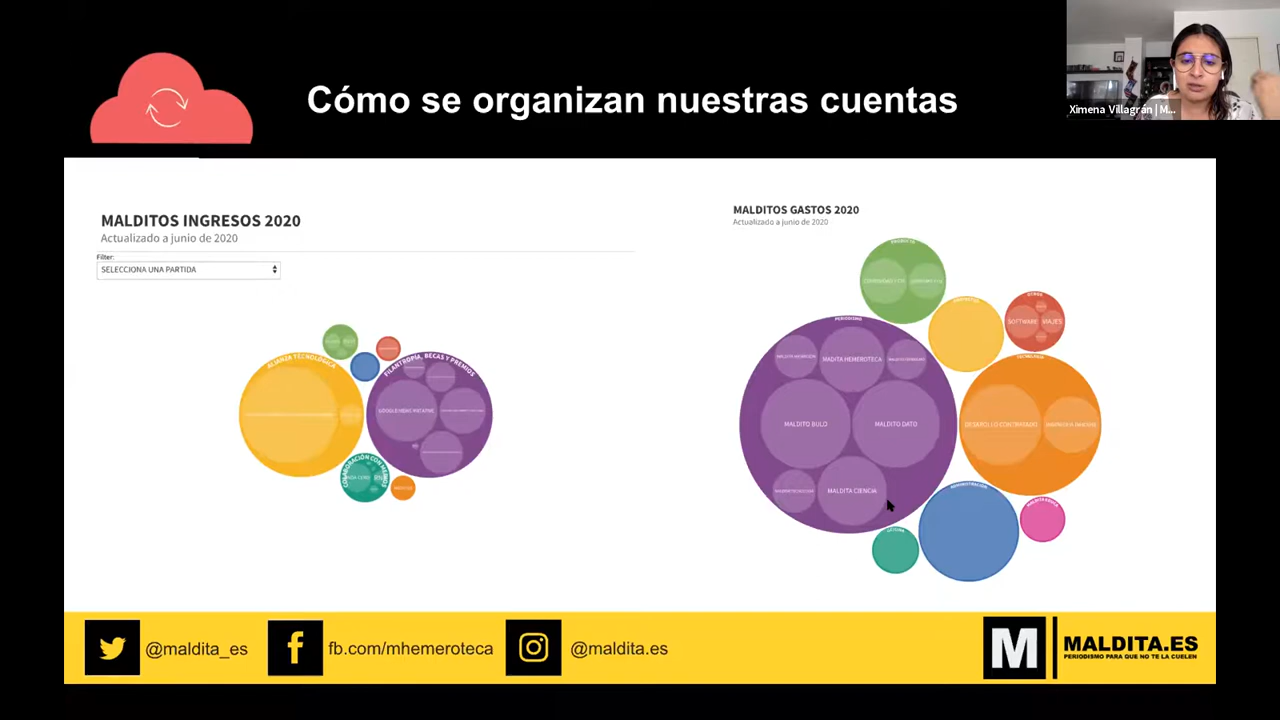 Cómo se organizan nuestras cuentas
Ximena Villagrán | M...
MALDITOS INGRESOS 2020
Actualizado a junio de 2020
Filter:
SELECCIONA UNA PARTIDA
ALIANZA TECNOLÓGICA
FILANTROPÍA, BECAS Y PREMIOS
COLABORACIÓN CON MEDIOS
MALDITOS GASTOS 2020
Actualizado a junio de 2020
PERIODISMO
MALDITA HEMEROTECA
MALDITO BULO
MALDITO DATO
MALDITA CIENCIA
SOFTWARE
VIAJES
DESARROLLO CONTRATADO
@maldita_es
fb.com/mhemeroteca
@maldita.es
M
MALDITA.ES
PERIODISMO PARA QUE NO TE LA CUELEN